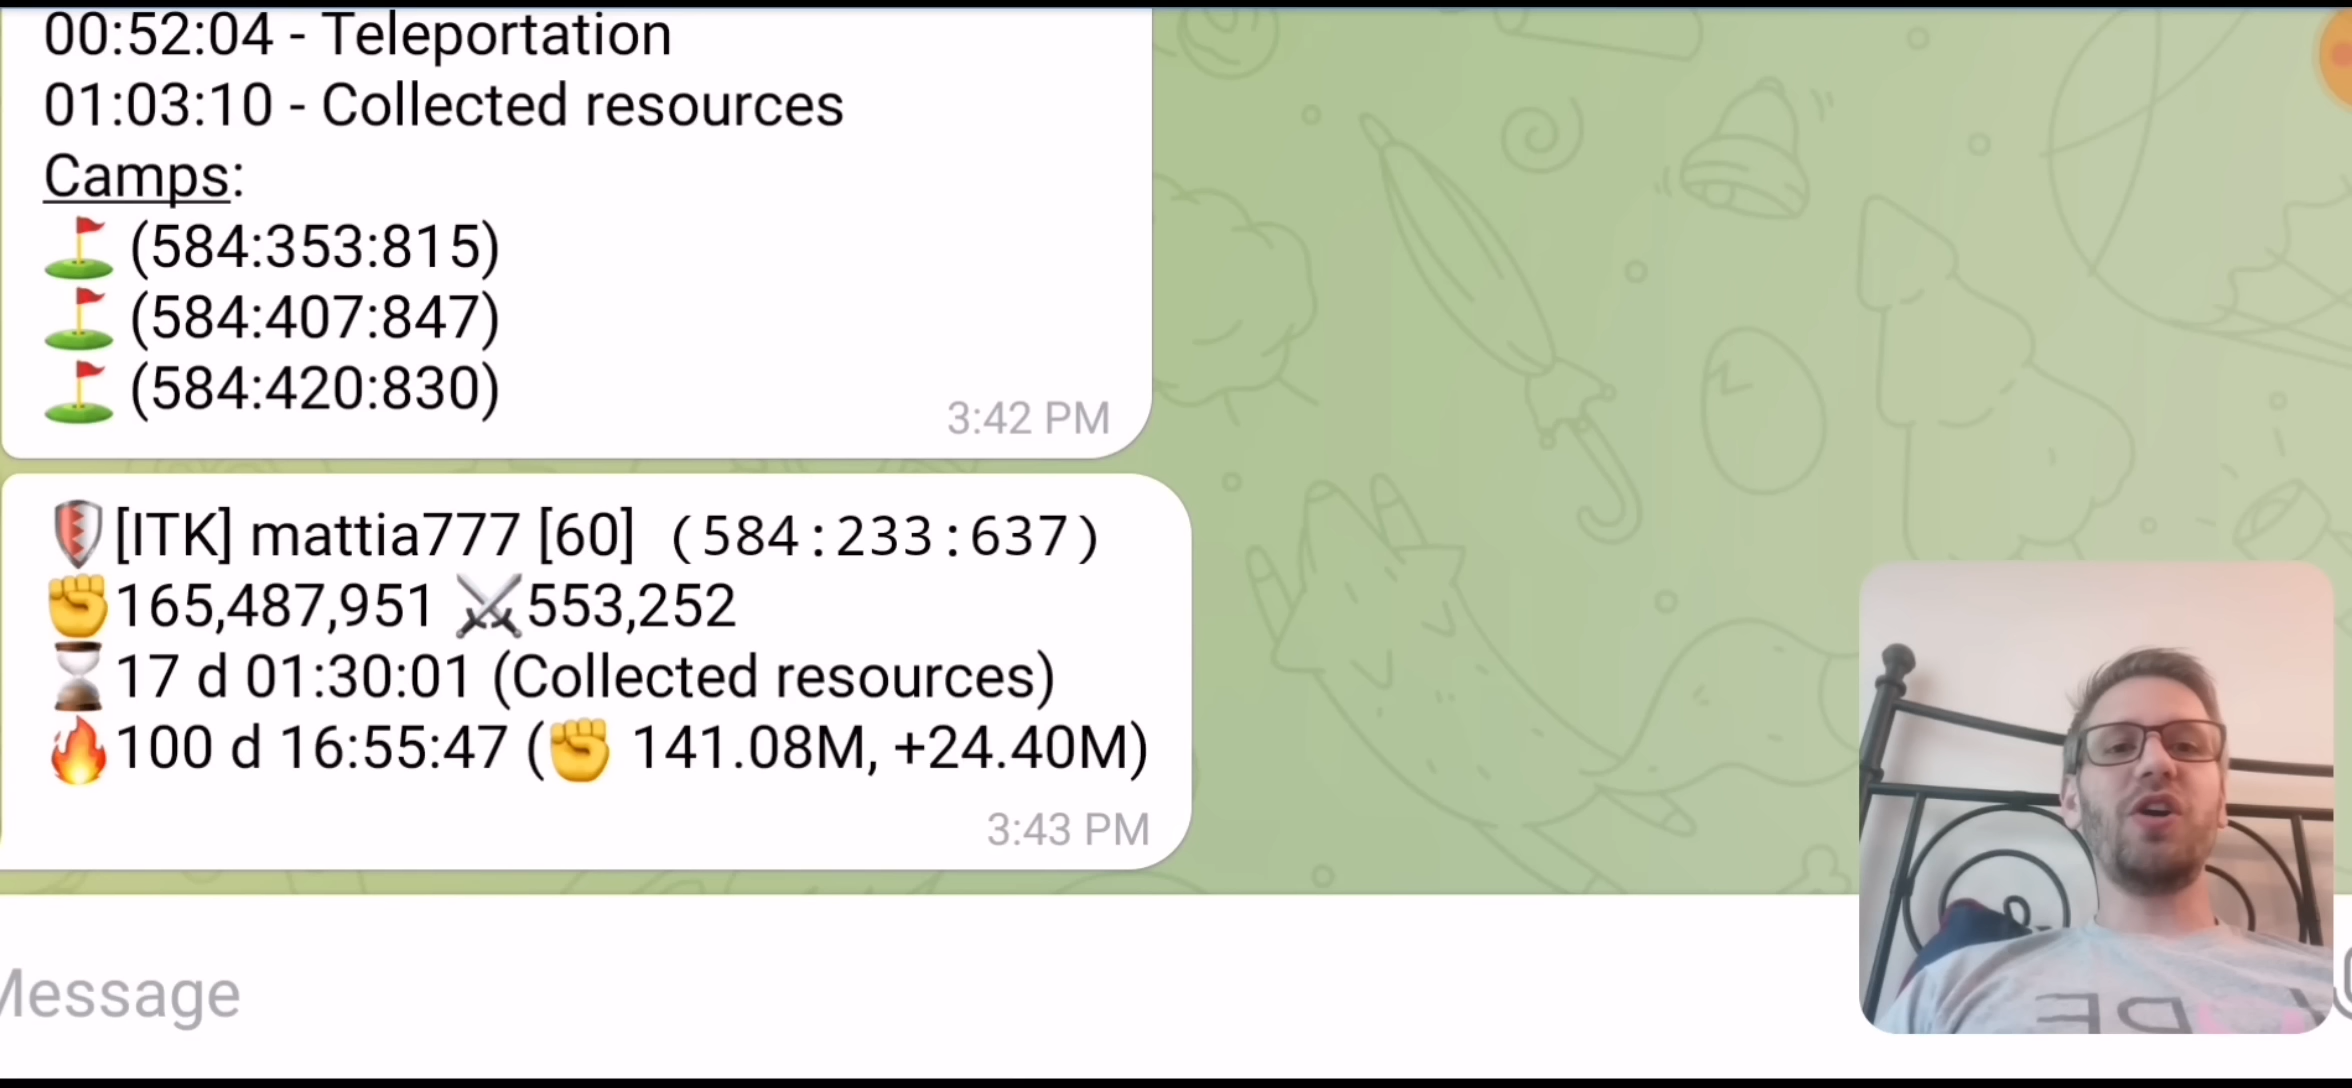 00:52:04 - Teleportation
01:03:10 - Collected resources
Camps:
(584:353:815)
(584:407:847)
(584:420:830)
3:42 PM
[ITK] mattia777 [60] (584:233:637)
165,487,951 553,252
17 d 01:30:01 (Collected resources)
100 d 16:55:47 ( 141.08M, +24.40M)
3:43 PM
Message